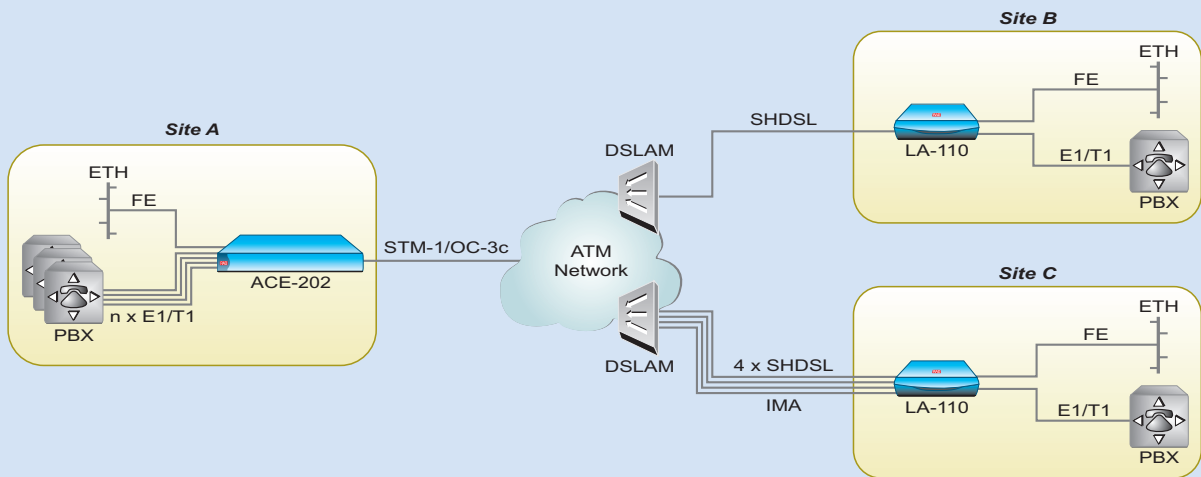 Site A
ETH
FE
ACE-202
n x E1/T1
PBX
STM-1/OC-3c
ATM
Network
DSLAM
DSLAM
SHDSL
4 x SHDSL
IMA
Site B
ETH
FE
LA-110
E1/T1
PBX
Site C
ETH
FE
LA-110
E1/T1
PBX